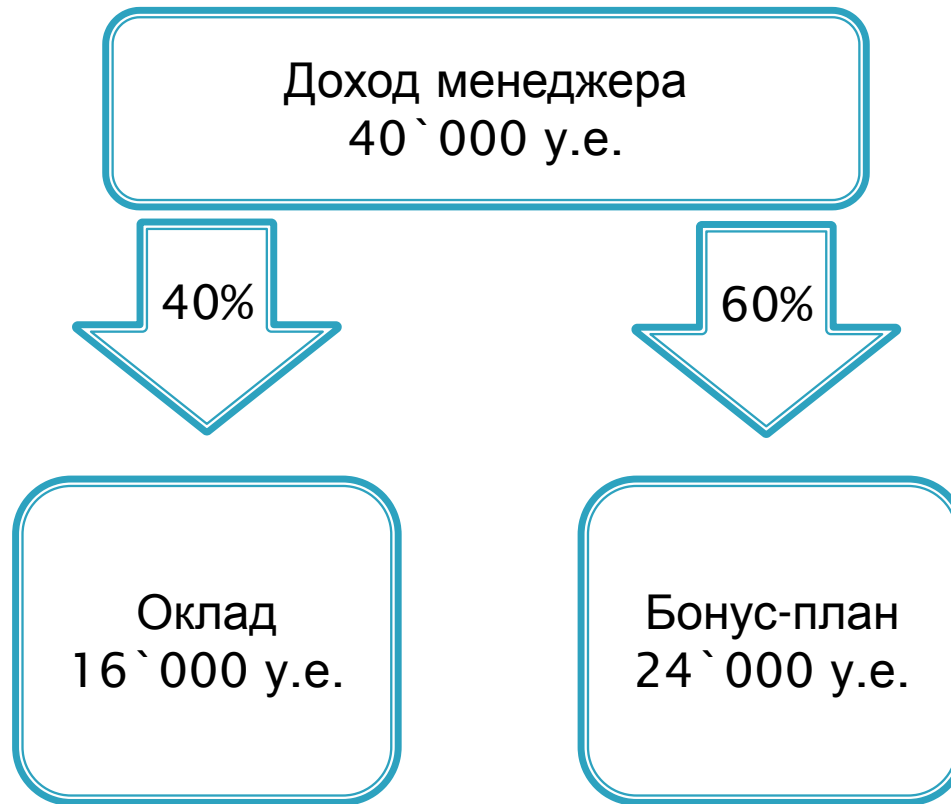 Доход менеджера
40`000 у.е.
40%
60%
Оклад
16`000 у.е.
Бонус-план
24`000 у.е.